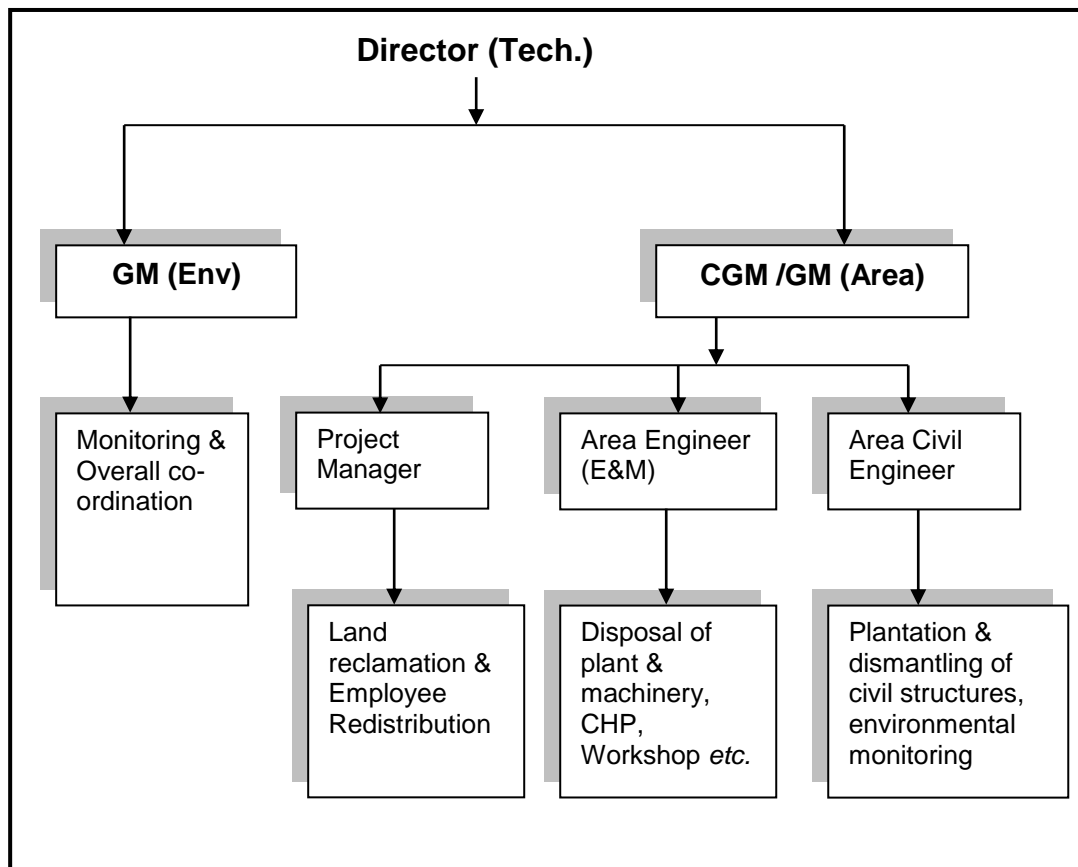 Director (Tech.)
GM (Env)
CGM /GM (Area)
Monitoring &
Overall co-
ordination
Project
Manager
Area Engineer
(E&M)
Area Civil
Engineer
Land
reclamation &
Employee
Redistribution
Disposal of
plant &
machinery,
CHP,
Workshop etc.
Plantation &
dismantling of
civil structures,
environmental
monitoring